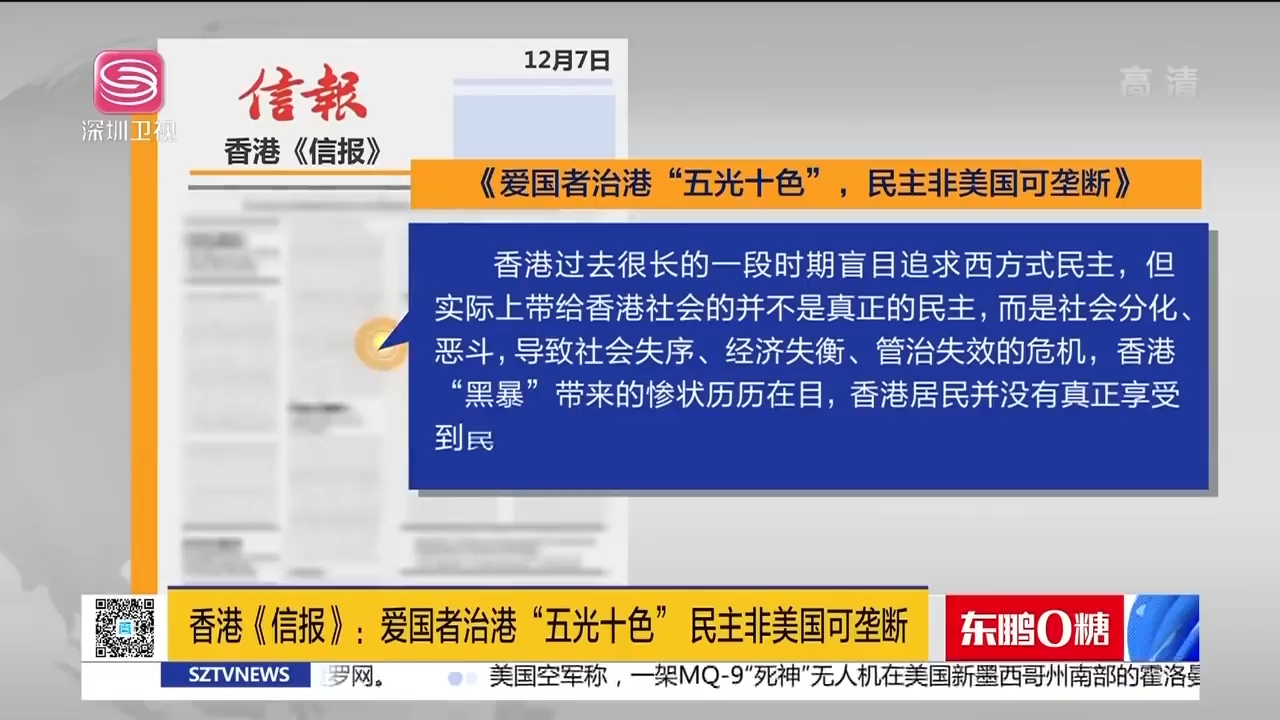 12月7日
信報
深圳卫视
高清
香港《信报》
《爱国者治港“五光十色”，民主非美国可垄断》
香港过去很长的一段时期盲目追求西方式民主，但
实际上带给香港社会的并不是真正的民主，而是社会分化、
恶斗，导致社会失序、经济失衡、管治失效的危机，香港
“黑暴”带来的惨状历历在目，香港居民并没有真正享受
到民
香港《信报》：爱国者治港“五光十色” 民主非美国可垄断
东鹏0糖
SZTVNEWS
罗网。
美国空军称，一架MQ-9“死神”无人机在美国新墨西哥州南部的霍洛曼